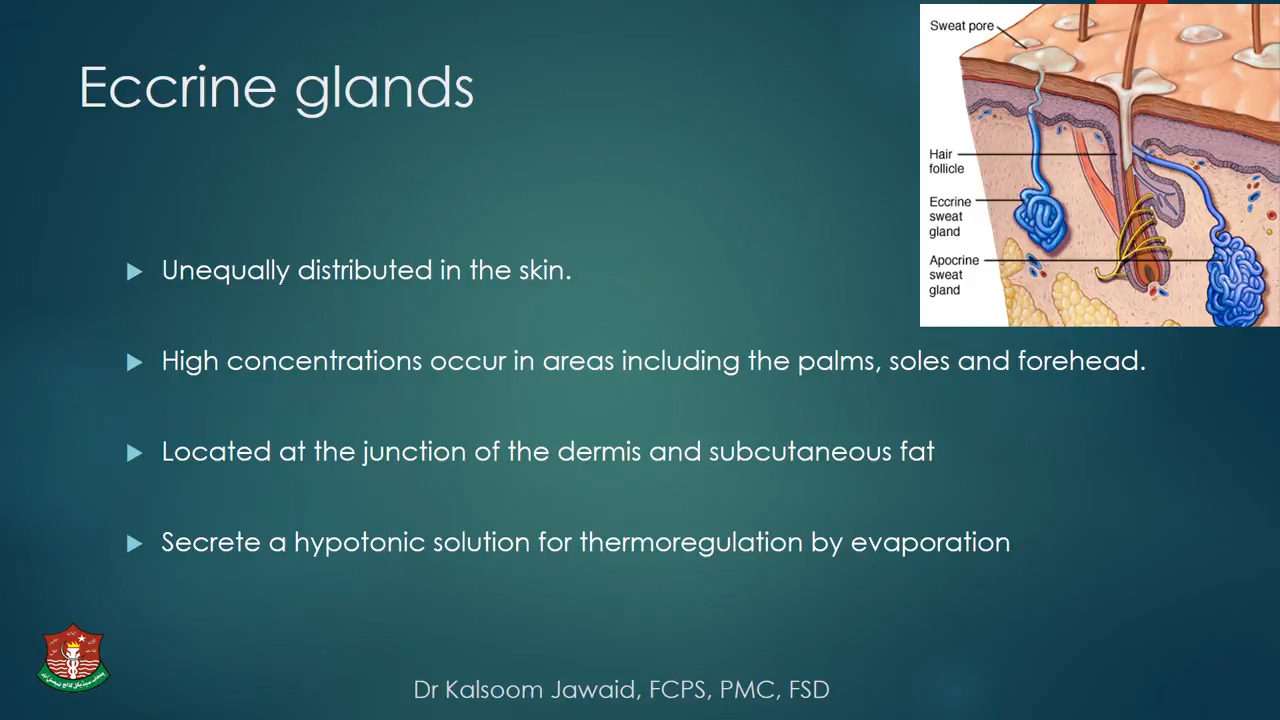 Eccrine glands
Sweat pore
Hair
follicle
Eccrine
sweat
gland
Apocrine
sweat
gland
Unequally distributed in the skin.
High concentrations occur in areas including the palms, soles and forehead.
Located at the junction of the dermis and subcutaneous fat
Secrete a hypotonic solution for thermoregulation by evaporation
Dr Kalsoom Jawaid, FCPS, PMC, FSD